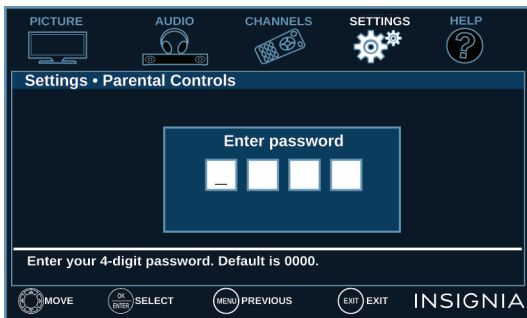 PICTURE AUDIO CHANNELS SETTINGS HELP
Settings • Parental Controls
Enter password
_
Enter your 4-digit password. Default is 0000.
MOVE OK ENTER SELECT MENU PREVIOUS EXIT EXIT INSIGNIA